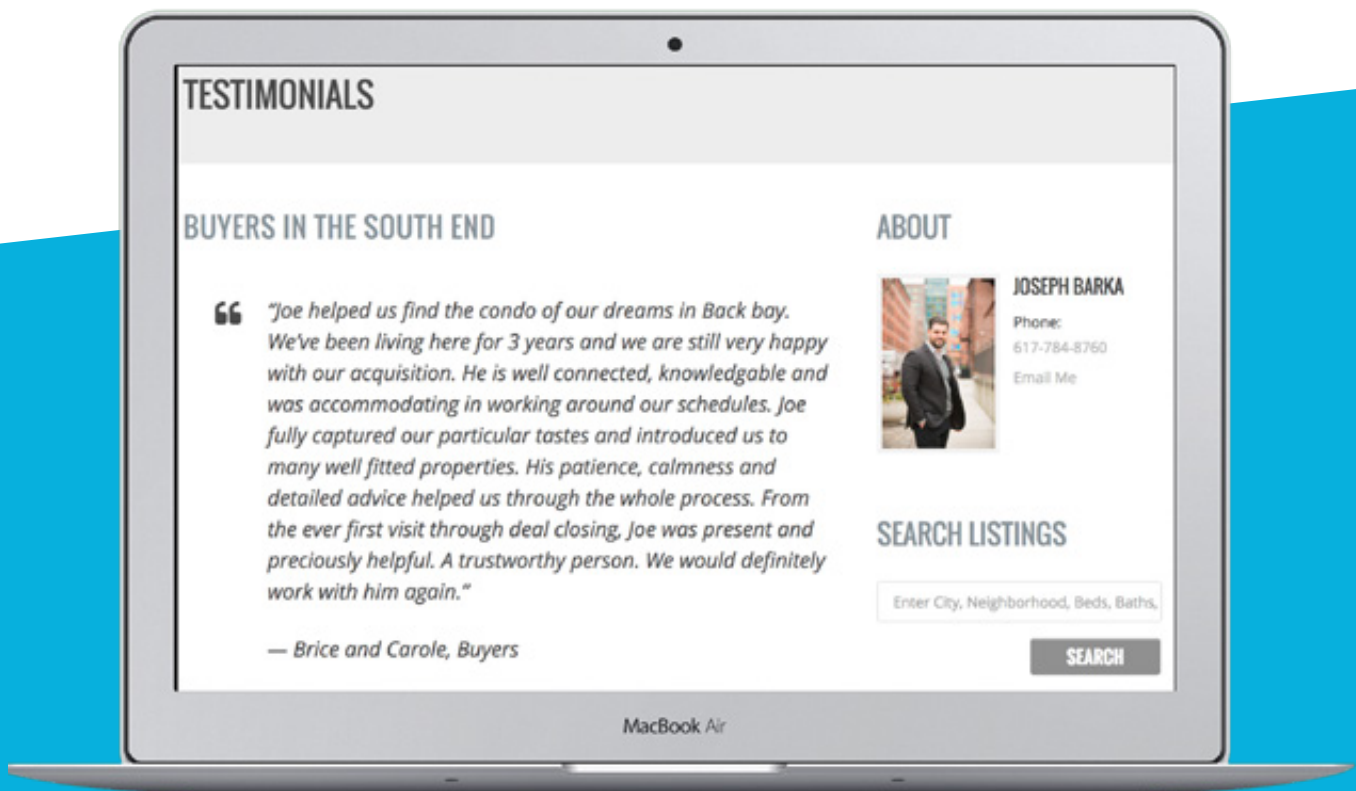 TESTIMONIALS
BUYERS IN THE SOUTH END
“Joe helped us find the condo of our dreams in Back bay.
We've been living here for 3 years and we are still very happy
with our acquisition. He is well connected, knowledgable and
was accommodating in working around our schedules. Joe
fully captured our particular tastes and introduced us to
many well fitted properties. His patience, calmness and
detailed advice helped us through the whole process. From
the ever first visit through deal closing, Joe was present and
preciously helpful. A trustworthy person. We would definitely
work with him again.”
— Brice and Carole, Buyers
ABOUT
JOSEPH BARKA
Phone:
617-784-8760
Email Me
SEARCH LISTINGS
Enter City, Neighborhood, Beds, Baths,
SEARCH
MacBook Air